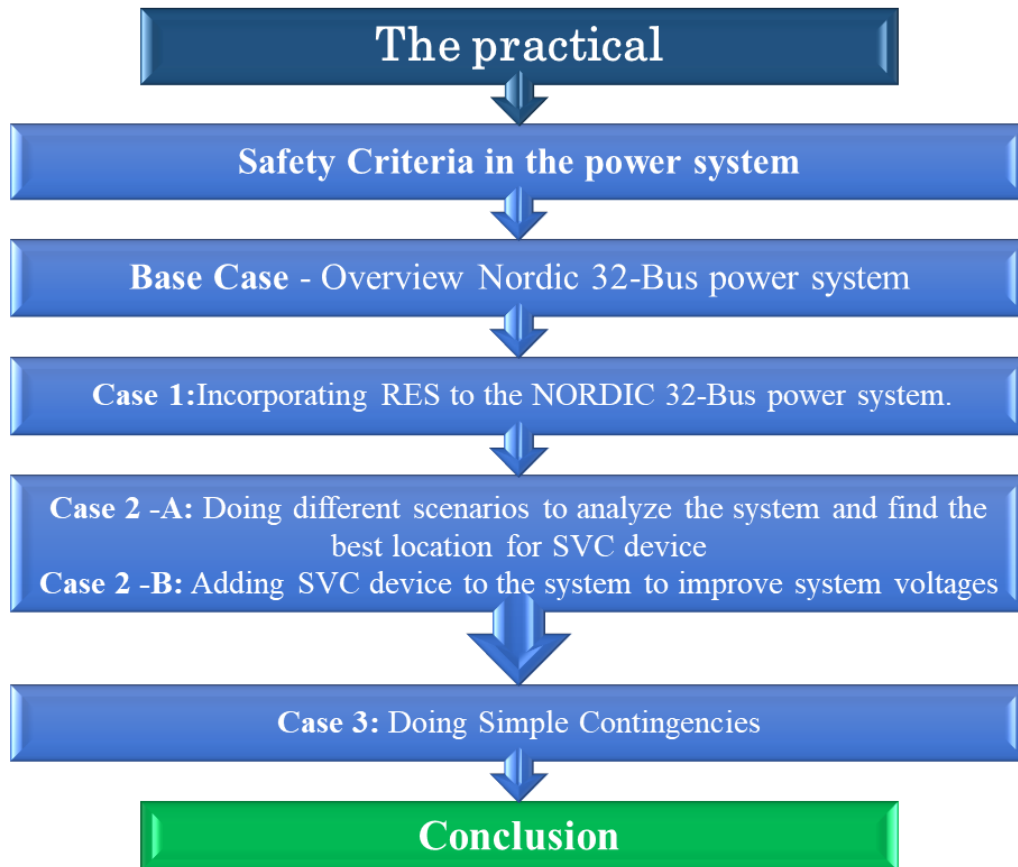 The practical
Safety Criteria in the power system
Base Case - Overview Nordic 32-Bus power system
Case 1:Incorporating RES to the NORDIC 32-Bus power system.
Case 2 -A: Doing different scenarios to analyze the system and find the
best location for SVC device
Case 2 -B: Adding SVC device to the system to improve system voltages
Case 3: Doing Simple Contingencies
Conclusion